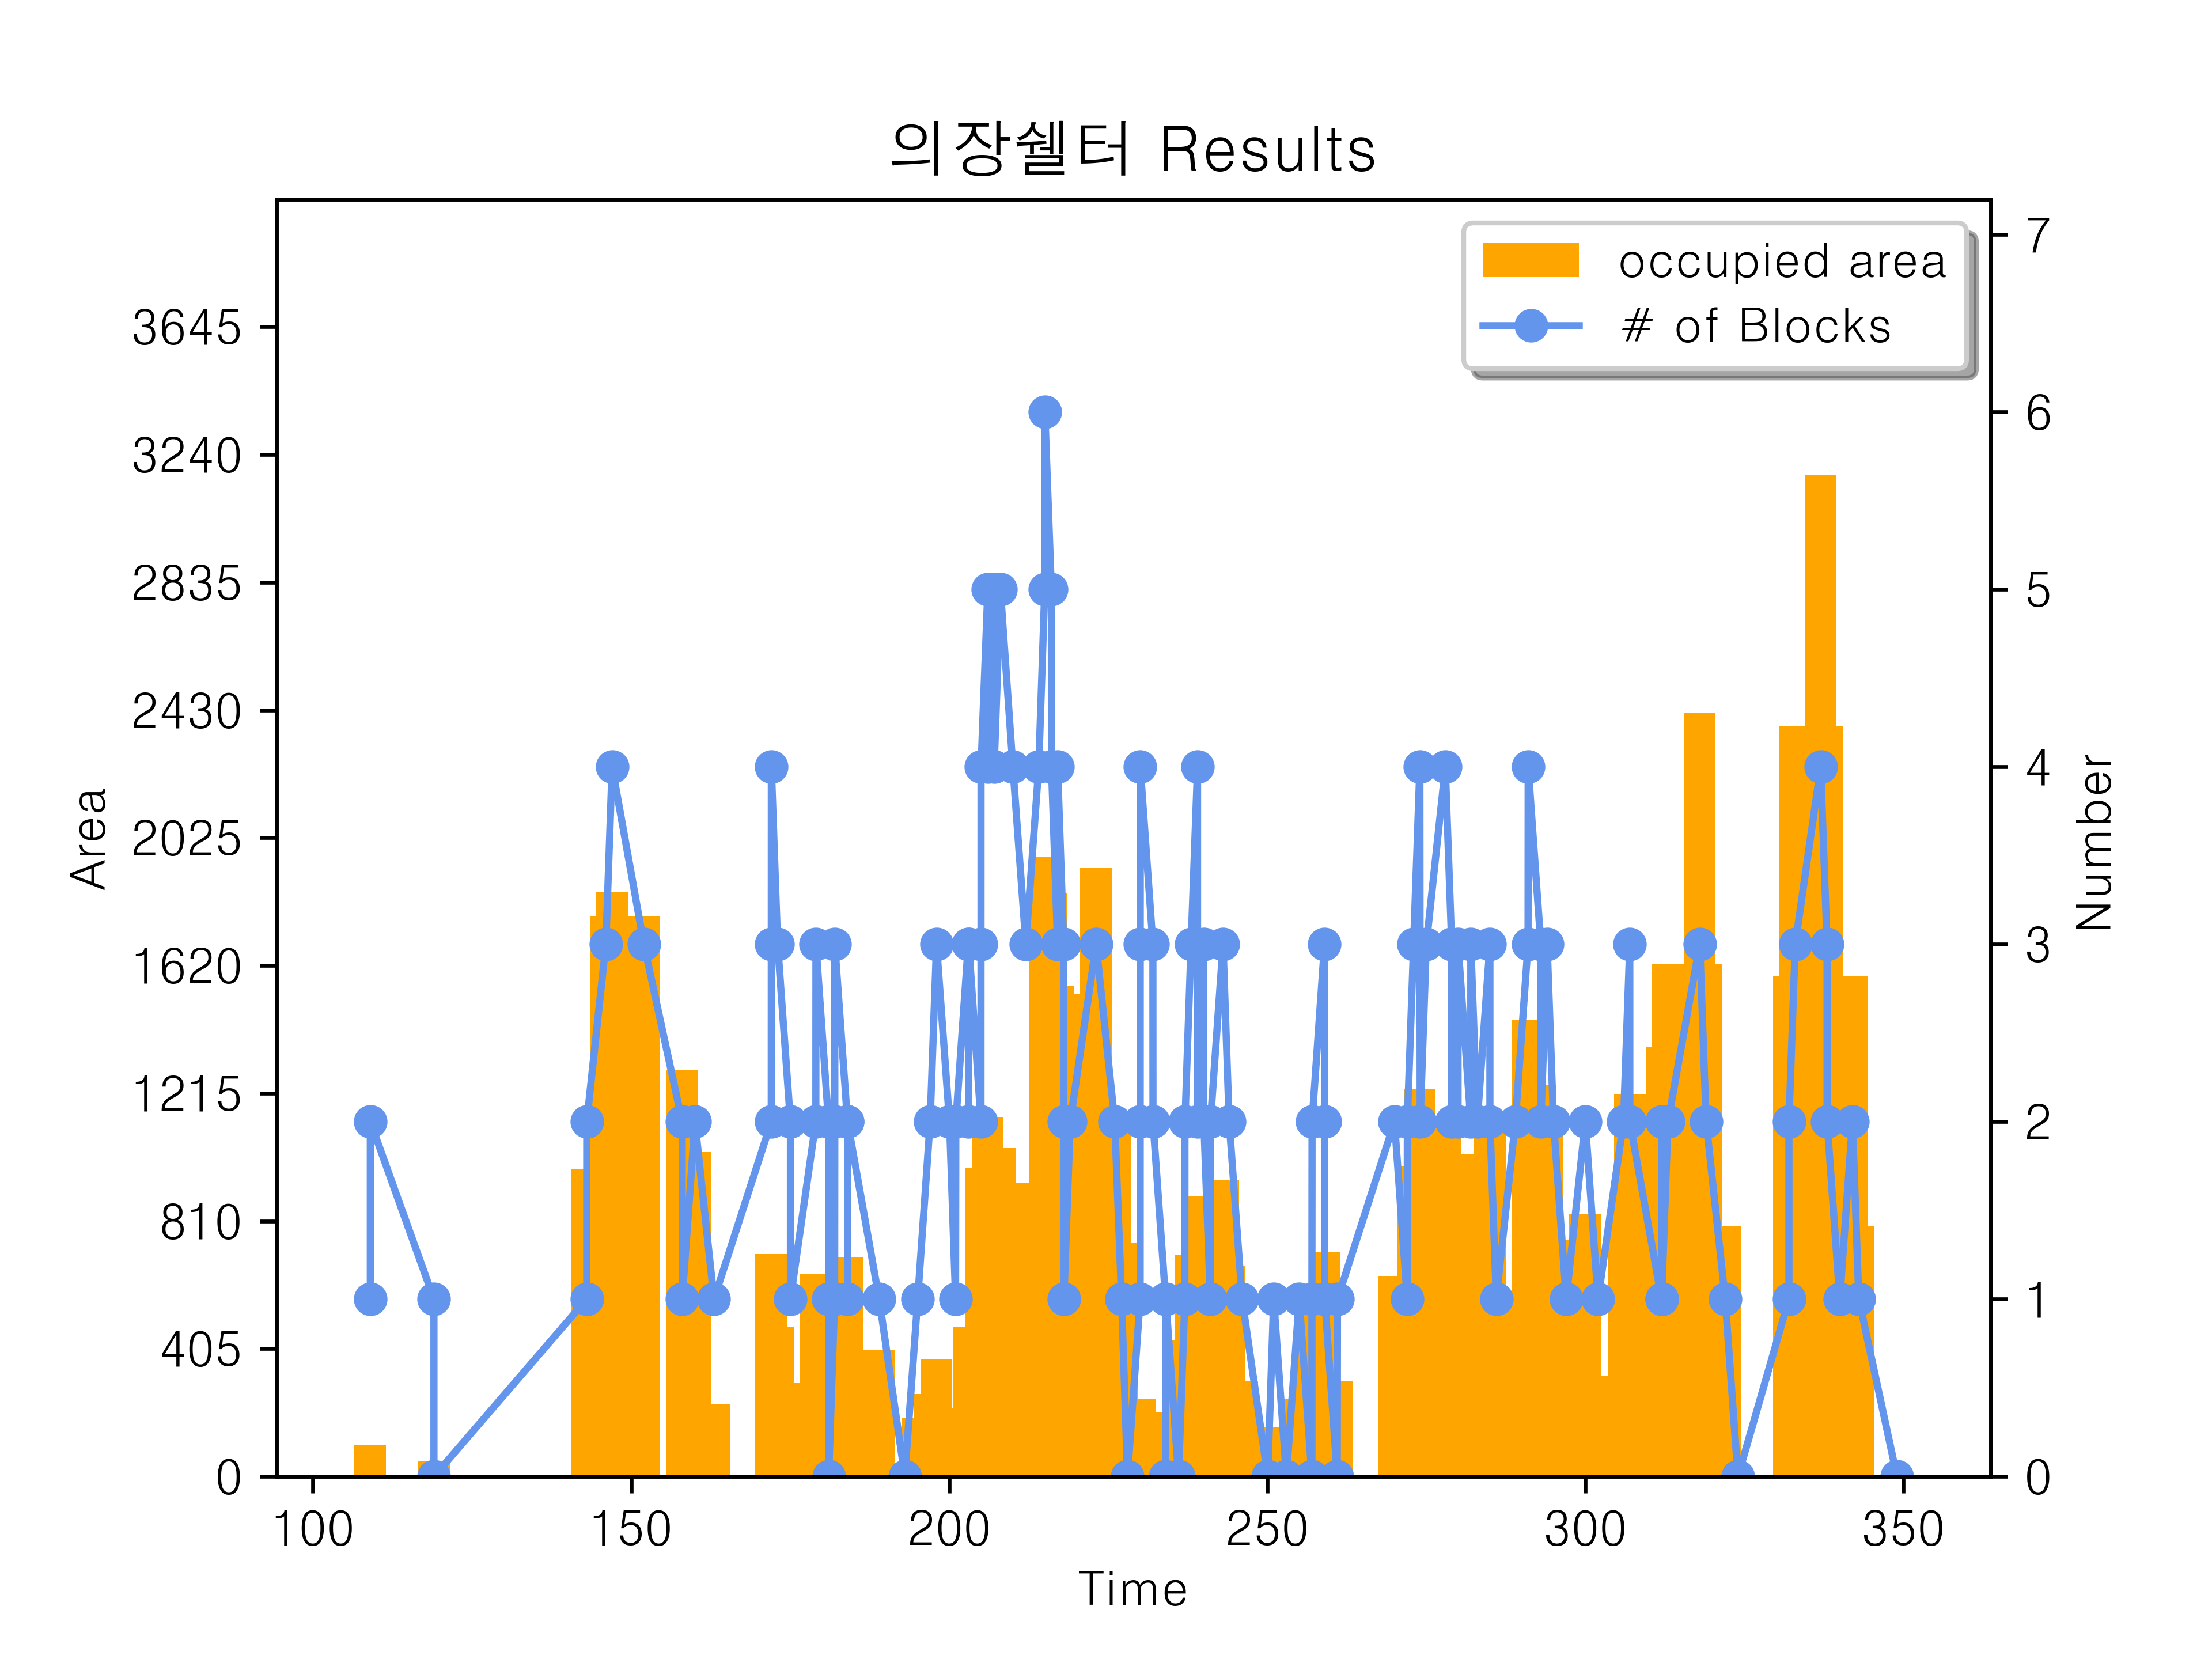 의장쉘터 Results
occupied area
# of Blocks
Area
3645
3240
2835
2430
2025
1620
1215
810
405
0
7
6
5
4
3
2
1
0
Number
100 150 200 250 300 350
Time